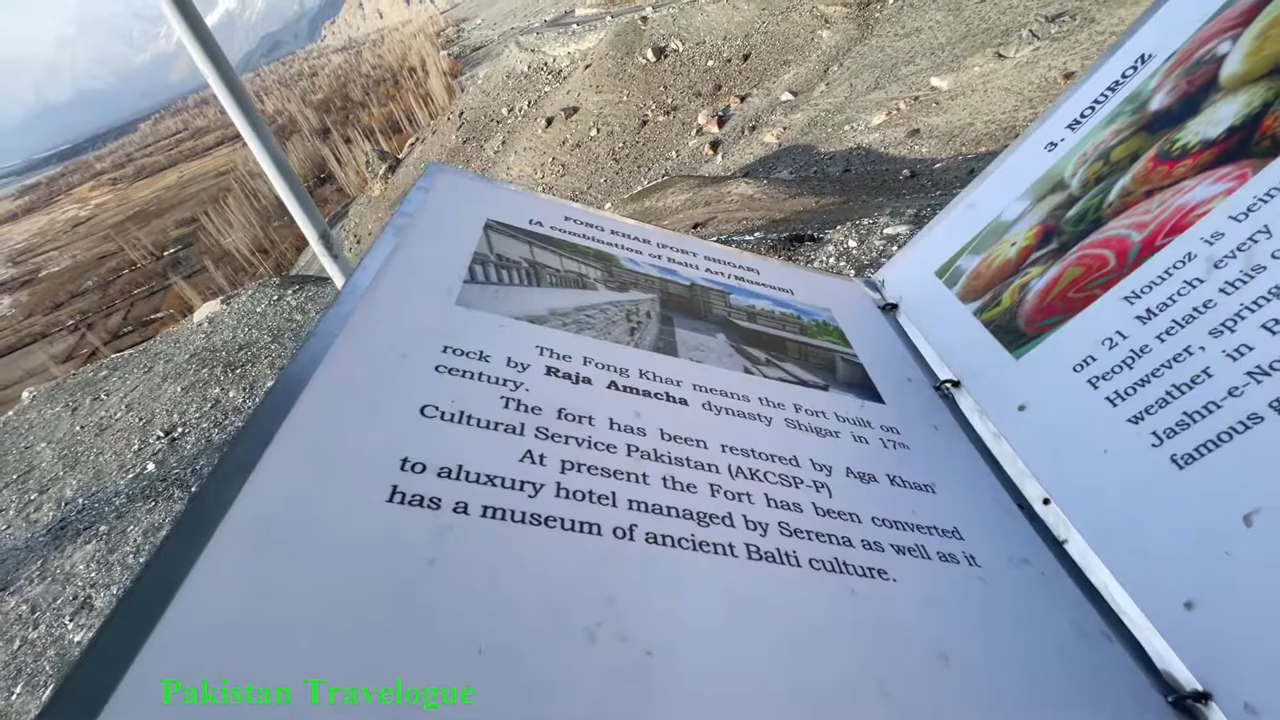 FONG KHAR (FORT SHIGAR)
(A combination of Balti Art/Museum)
The Fong Khar means the Fort built on
rock by Raja Amacha dynasty Shigar in 17th
century.
The fort has been restored by Aga Khan
Cultural Service Pakistan (AKCSP-P)
At present the Fort has been converted
to aluxury hotel managed by Serena as well as it
has a museum of ancient Balti culture.
3. NOUROZ
Nouroz is bein
on 21 March every
People relate this
However, spring
weather in
Jashn-e-No
famous
Pakistan Travelogue